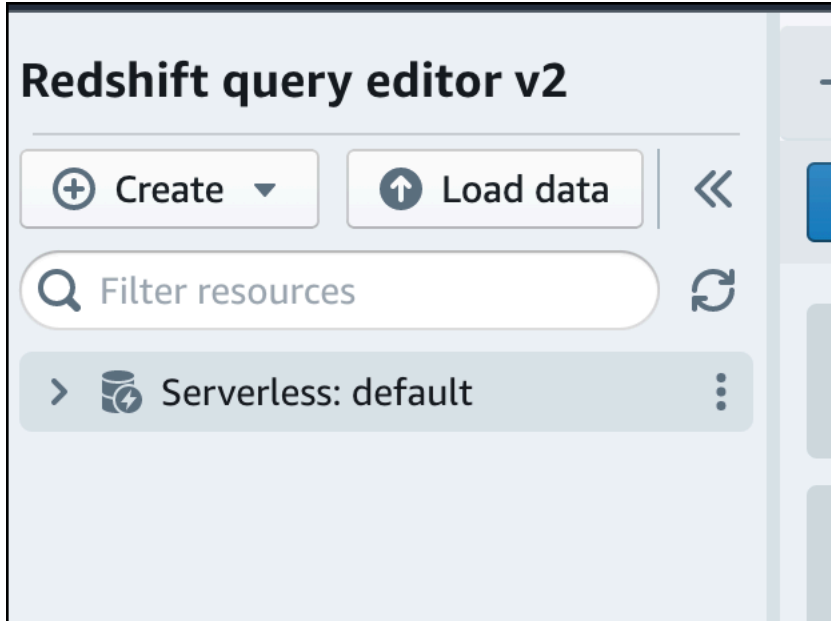 Redshift query editor v2
Create
Load data
Filter resources
Serverless: default